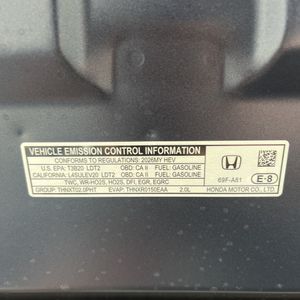 VEHICLE EMISSION CONTROL INFORMATION
CONFORMS TO REGULATIONS: 2026MY HEV
U.S. EPA: T3B20 LDT2 OBD: CA II FUEL: GASOLINE
CALIFORNIA: L4SULEV20 LDT2 OBD: CA II FUEL: GASOLINE
TWC, WR-HO2S, HO2S, DFI, EGR, EGRC
GROUP: THNXT02.0PHT EVAP: THNXR0150EAA 2.0L
69F-A81
E-8
HONDA MOTOR CO., LTD.